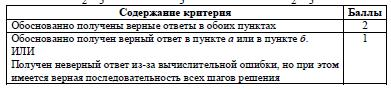 Содержание критерия Баллы
Обоснованно получены верные ответы в обоих пунктах 2
Обоснованно получен верный ответ в пункте а или в пункте б. 1
ИЛИ
Получен неверный ответ из-за вычислительной ошибки, но при этом
имеется верная последовательность всех шагов решения